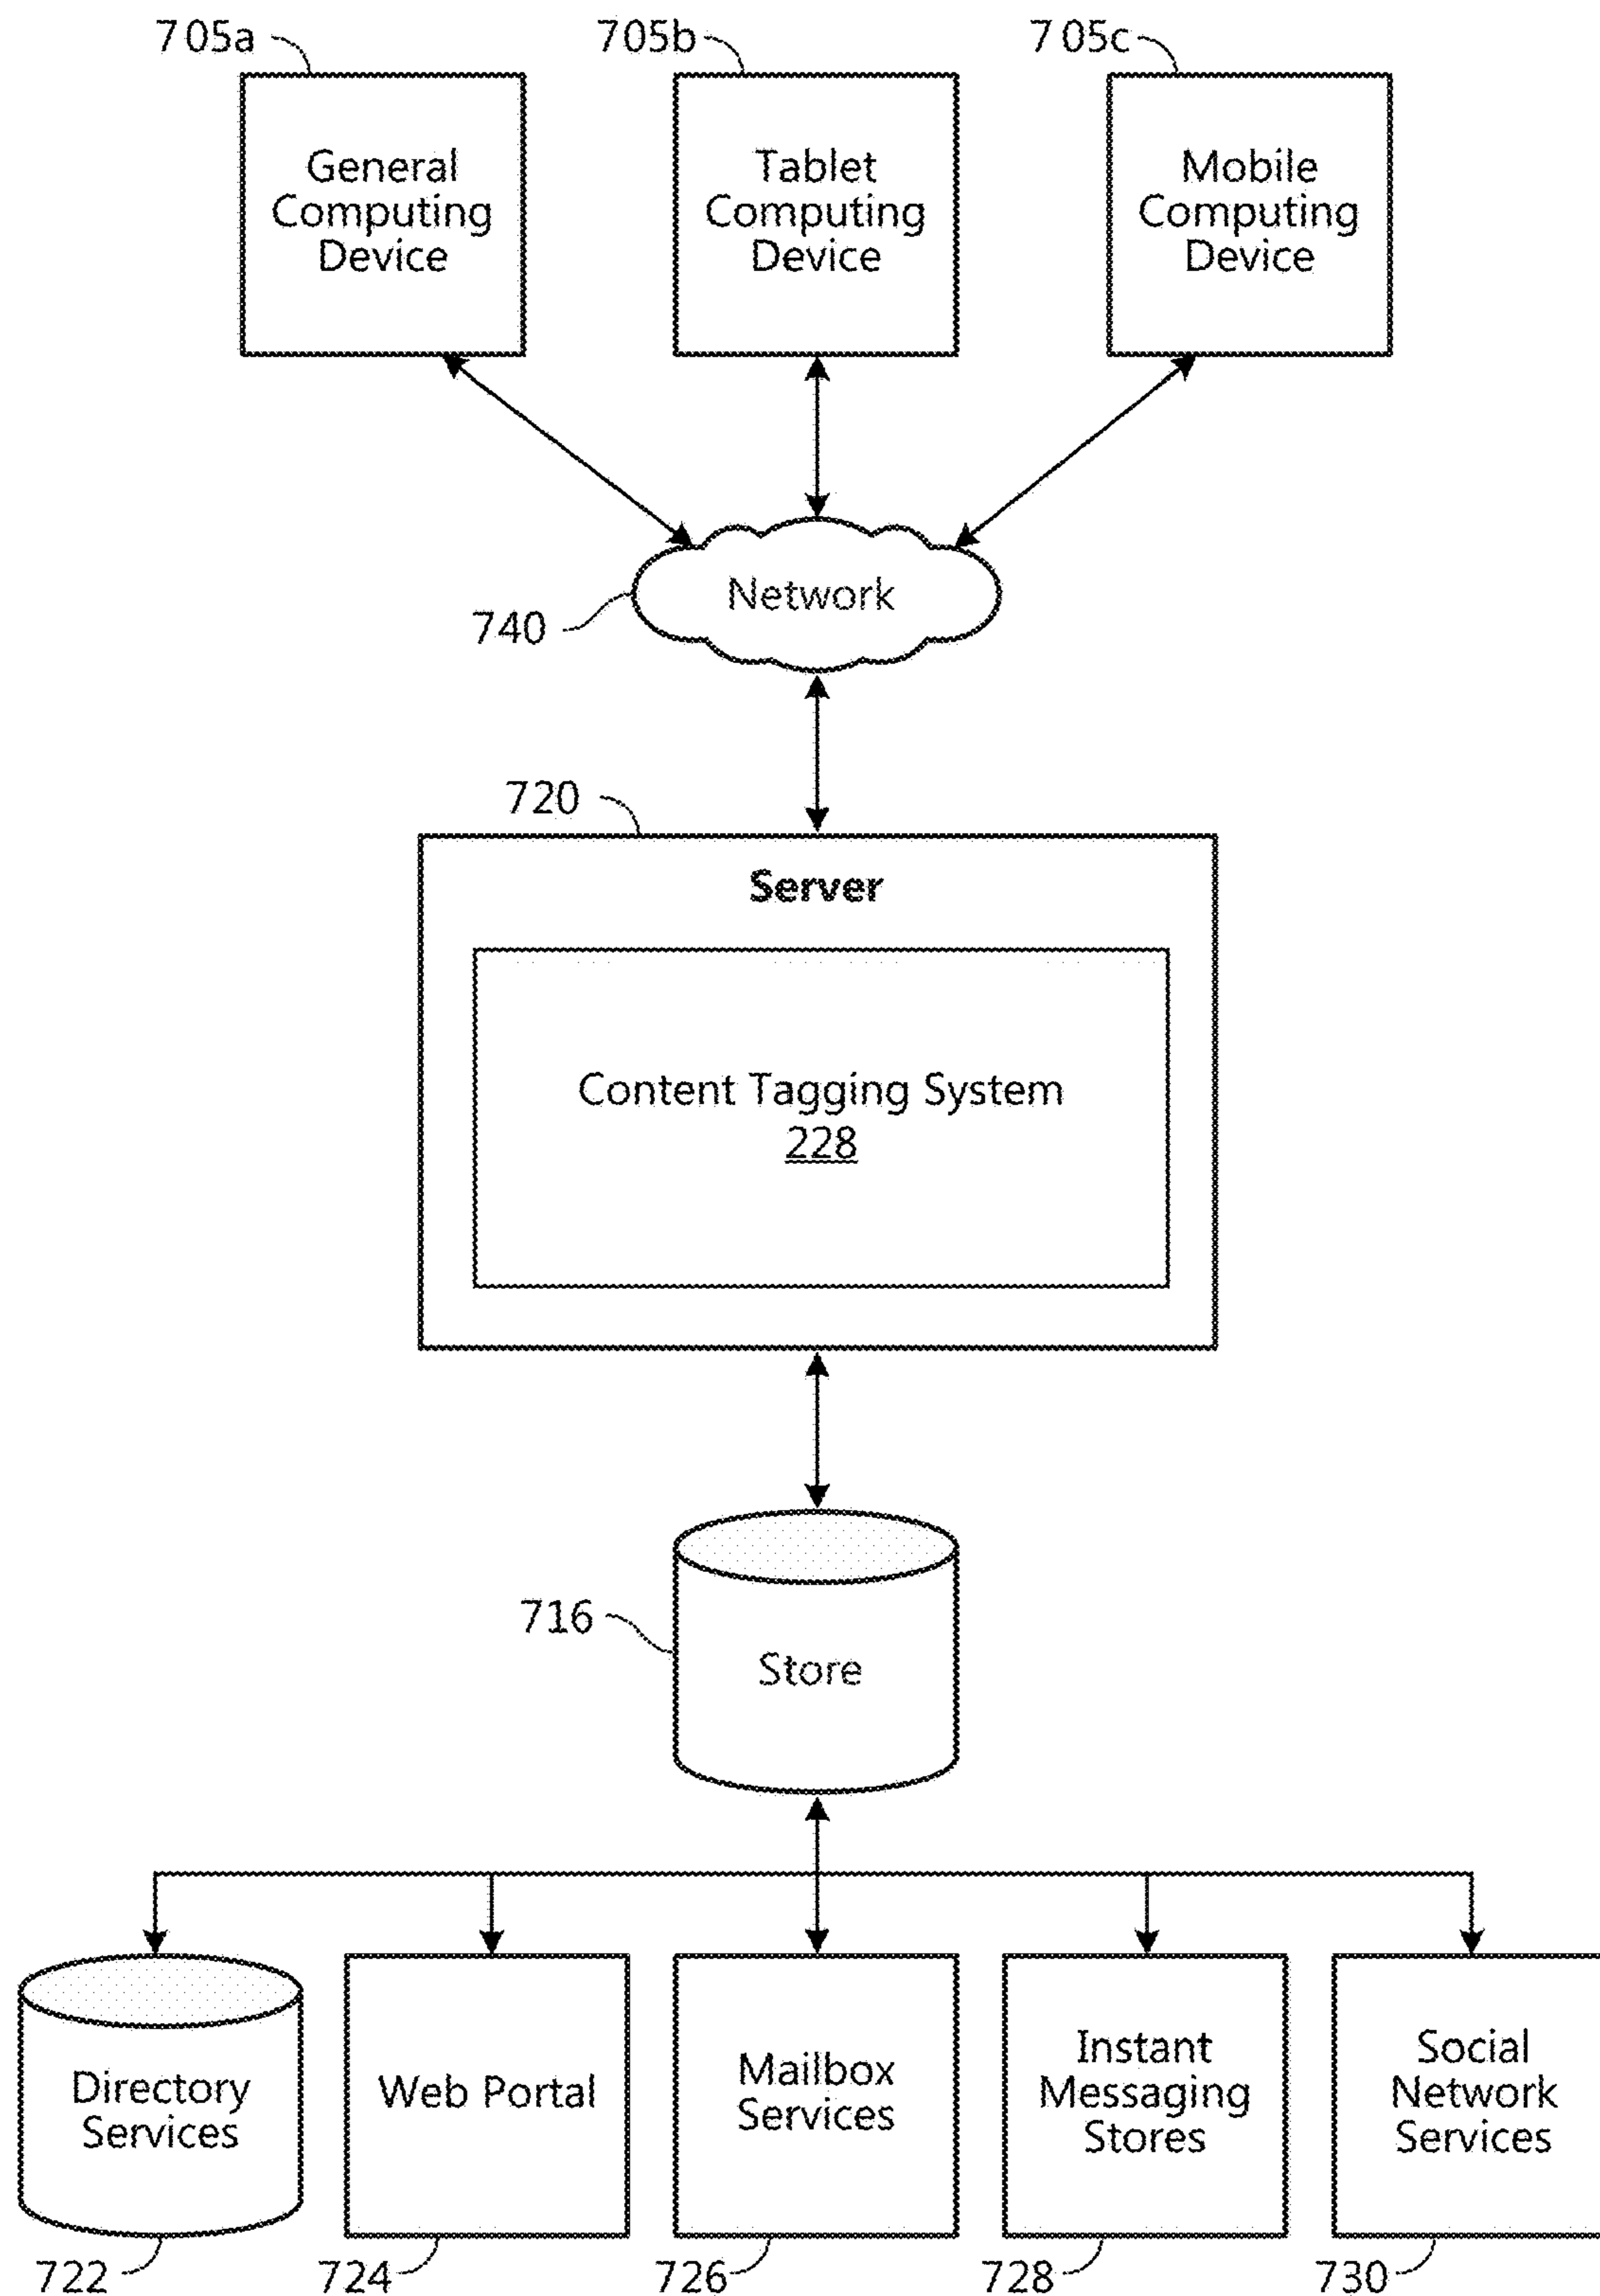 705a
705b
705c
General
Computing
Device
Tablet
Computing
Device
Mobile
Computing
Device
Network
740
720
Server
Content Tagging System
228
716
Store
Directory
Services
Web Portal
Mailbox
Services
Instant
Messaging
Stores
Social
Network
Services
722
724
726
728
730